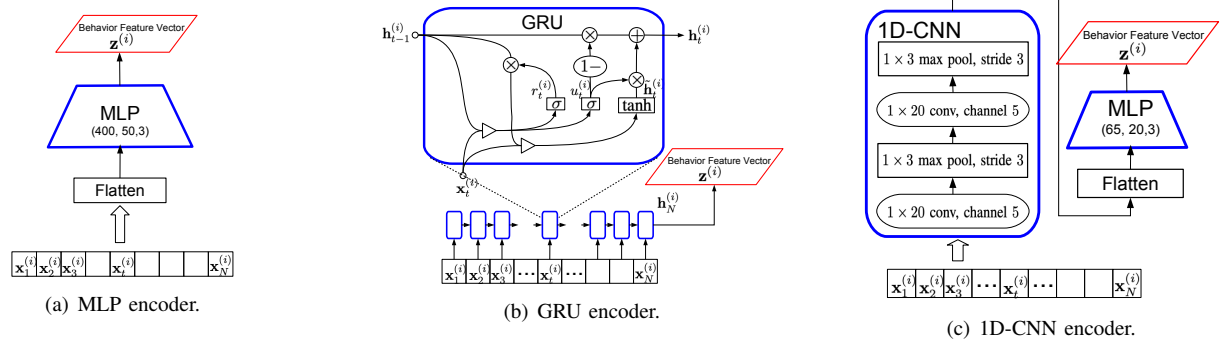 Behavior Feature Vector
z^(i)
MLP
(400, 50,3)
Flatten
x_1^(i) x_2^(i) x_3^(i) x_t^(i) x_N^(i)
(a) MLP encoder.
GRU
h_{t-1}^(i)
h_t^(i)
1−
r_t^(i)
u_t^(i)
h̃_t^(i)
σ
σ
tanh
x_t^(i)
Behavior Feature Vector
z^(i)
h_N^(i)
x_1^(i) x_2^(i) x_3^(i) ··· x_t^(i) ··· x_N^(i)
(b) GRU encoder.
1D-CNN
1 × 3 max pool, stride 3
1 × 20 conv, channel 5
1 × 3 max pool, stride 3
1 × 20 conv, channel 5
Behavior Feature Vector
z^(i)
MLP
(65, 20,3)
Flatten
x_1^(i) x_2^(i) x_3^(i) ··· x_t^(i) ··· x_N^(i)
(c) 1D-CNN encoder.